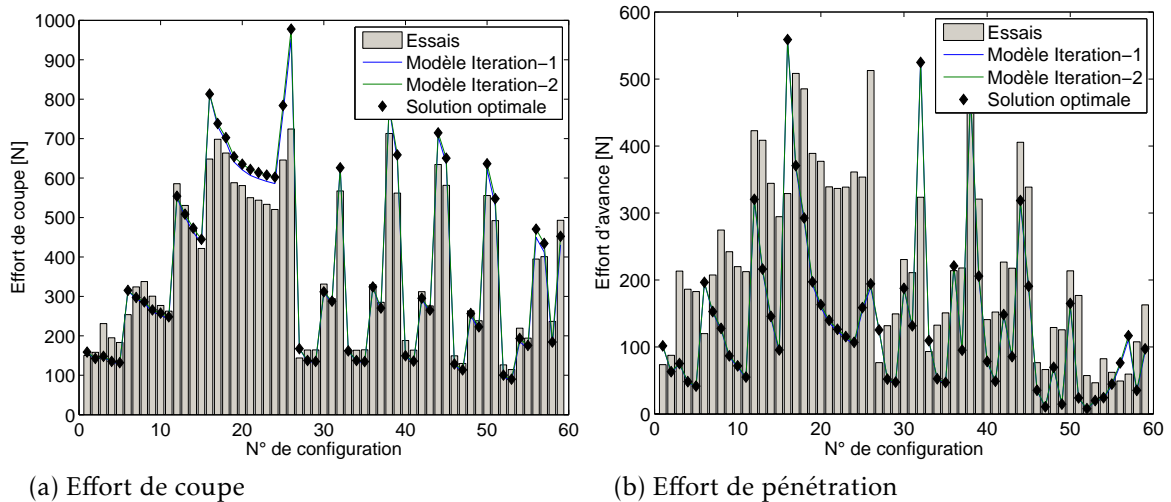 1000
900
800
700
600
500
400
300
200
100
0
Effort de coupe [N]
Essais
Modèle Iteration−1
Modèle Iteration−2
Solution optimale
0 10 20 30 40 50 60
N° de configuration
(a) Effort de coupe
600
500
400
300
200
100
0
Effort d'avance [N]
Essais
Modèle Iteration−1
Modèle Iteration−2
Solution optimale
0 10 20 30 40 50 60
N° de configuration
(b) Effort de pénétration